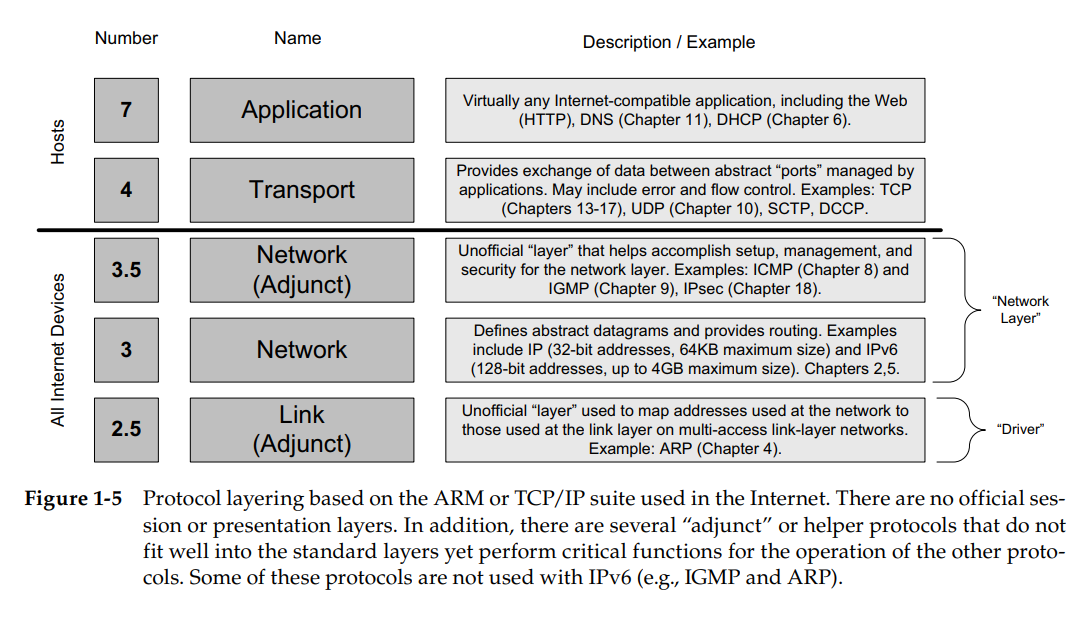 Number Name Description / Example
Hosts
7 Application
Virtually any Internet-compatible application, including the Web
(HTTP), DNS (Chapter 11), DHCP (Chapter 6).
4 Transport
Provides exchange of data between abstract “ports” managed by
applications. May include error and flow control. Examples: TCP
(Chapters 13-17), UDP (Chapter 10), SCTP, DCCP.
All Internet Devices
3.5 Network
(Adjunct)
Unofficial “layer” that helps accomplish setup, management, and
security for the network layer. Examples: ICMP (Chapter 8) and
IGMP (Chapter 9), IPsec (Chapter 18).
3 Network
Defines abstract datagrams and provides routing. Examples
include IP (32-bit addresses, 64KB maximum size) and IPv6
(128-bit addresses, up to 4GB maximum size). Chapters 2,5.
“Network
Layer”
2.5 Link
(Adjunct)
Unofficial “layer” used to map addresses used at the network to
those used at the link layer on multi-access link-layer networks.
Example: ARP (Chapter 4).
“Driver”
Figure 1-5 Protocol layering based on the ARM or TCP/IP suite used in the Internet. There are no official ses-
sion or presentation layers. In addition, there are several “adjunct” or helper protocols that do not
fit well into the standard layers yet perform critical functions for the operation of the other proto-
cols. Some of these protocols are not used with IPv6 (e.g., IGMP and ARP).